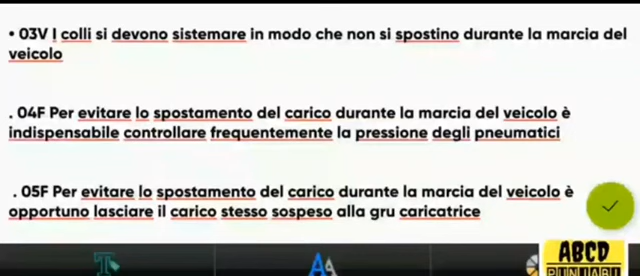 • 03V I colli si devono sistemare in modo che non si spostino durante la marcia del
veicolo
. 04F Per evitare lo spostamento del carico durante la marcia del veicolo è
indispensabile controllare frequentemente la pressione degli pneumatici
. 05F Per evitare lo spostamento del carico durante la marcia del veicolo è
opportuno lasciare il carico stesso sospeso alla gru caricatrice
ABCD
PUNJABI